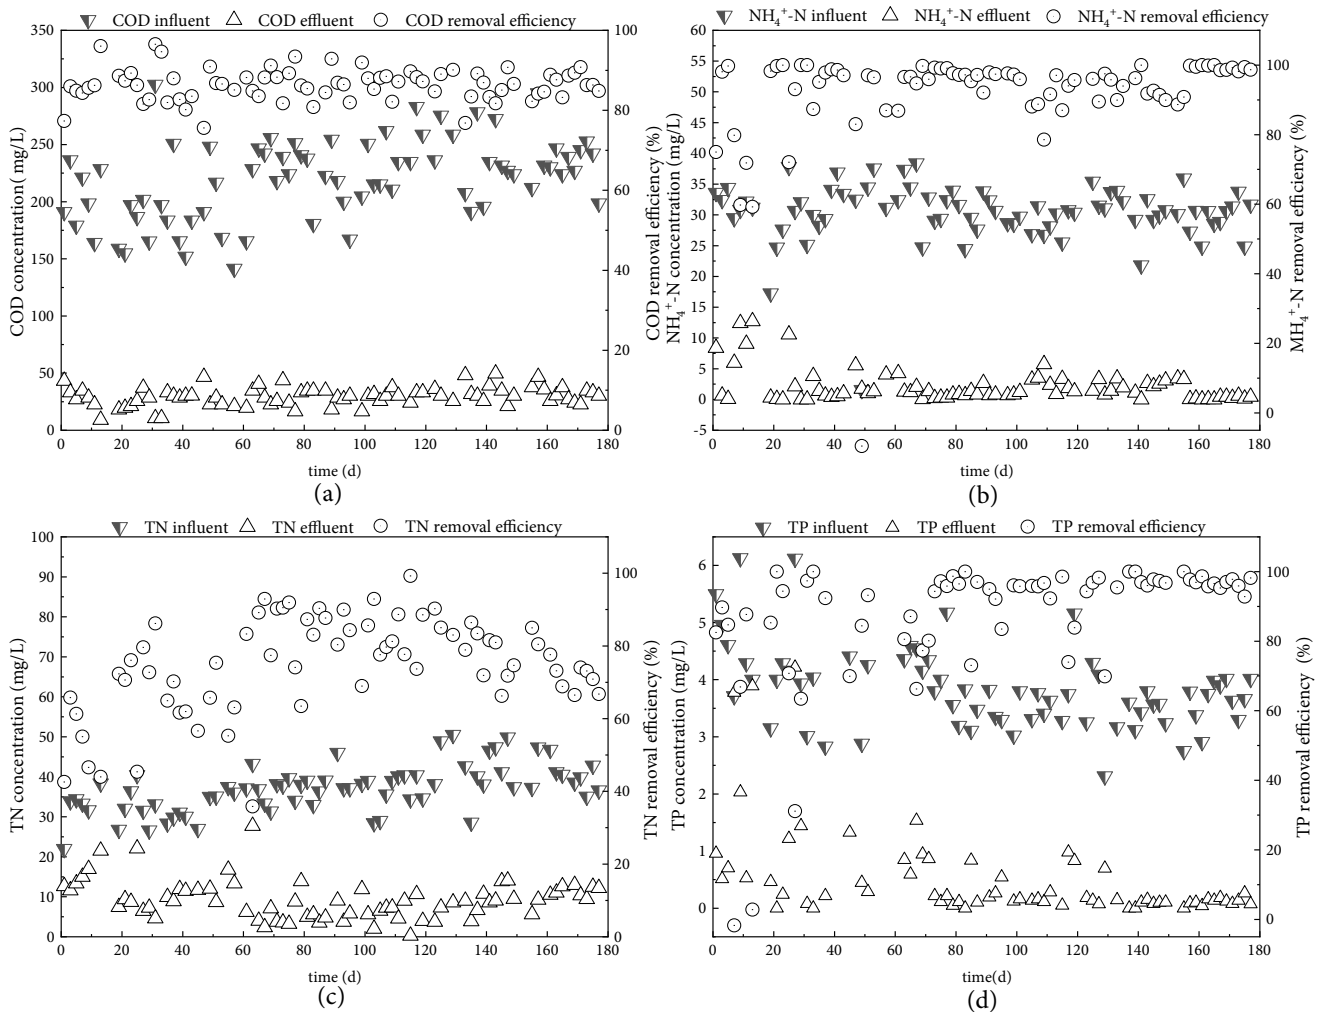 COD influent COD effluent COD removal efficiency
350
300
250
200
150
100
50
0
COD concentration( mg/L)
100
80
60
40
20
0
COD removal efficiency (%)
0 20 40 60 80 100 120 140 160 180
time (d)
(a)
NH4+-N influent NH4+-N effluent NH4+-N removal efficiency
60
55
50
45
40
35
30
25
20
15
10
5
0
-5
NH4+-N concentration (mg/L)
100
80
60
40
20
0
MH4+-N removal efficiency (%)
0 20 40 60 80 100 120 140 160 180
time (d)
(b)
TN influent TN effluent TN removal efficiency
100
90
80
70
60
50
40
30
20
10
0
TN concentration (mg/L)
100
80
60
40
20
0
TN removal efficiency (%)
0 20 40 60 80 100 120 140 160 180
time (d)
(c)
TP influent TP effluent TP removal efficiency
6
5
4
3
2
1
0
TP concentration (mg/L)
100
80
60
40
20
0
TP removal efficiency (%)
0 20 40 60 80 100 120 140 160 180
time(d)
(d)